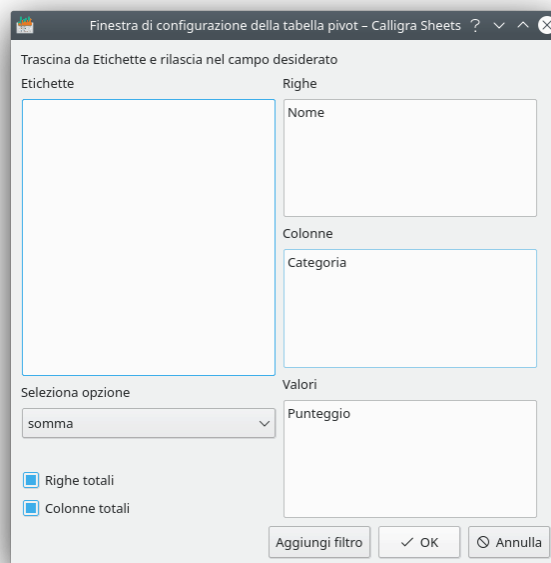 Finestra di configurazione della tabella pivot – Calligra Sheets
Trascina da Etichette e rilascia nel campo desiderato
Etichette
Righe
Nome
Colonne
Categoria
Seleziona opzione
Valori
somma
Punteggio
Righe totali
Colonne totali
Aggiungi filtro
OK
Annulla